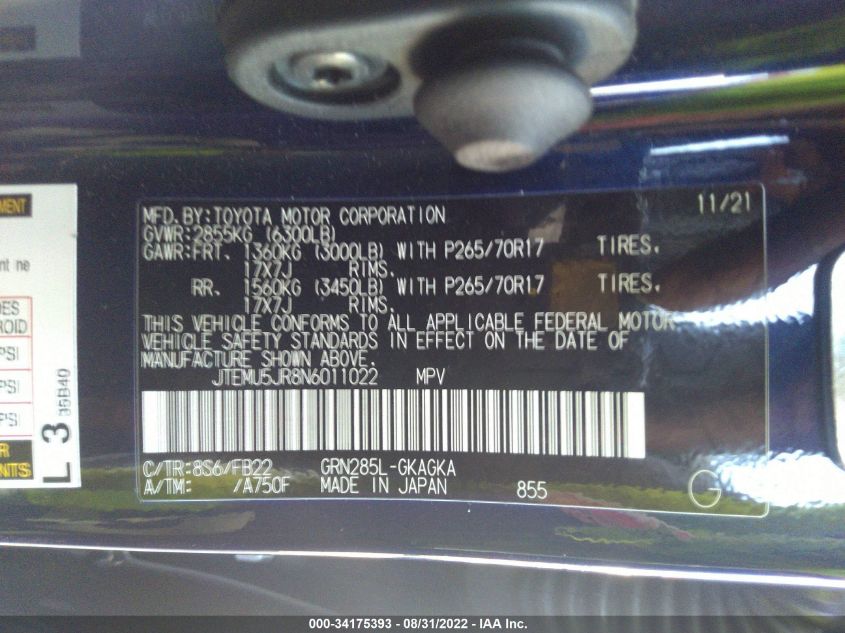 MFD.BY:TOYOTA MOTOR CORPORATION 11/21
GVWR:2855KG (6300LB)
GAWR:FRT. 1360KG (3000LB) WITH P265/70R17 TIRES.
17X7J RIMS.
RR. 1560KG (3450LB) WITH P265/70R17 TIRES.
17X7J RIMS.
THIS VEHICLE CONFORMS TO ALL APPLICABLE FEDERAL MOTOR
VEHICLE SAFETY STANDARDS IN EFFECT ON THE DATE OF
MANUFACTURE SHOWN ABOVE.
JTEMU5JR8N6011022 MPV
C/TR:8S6/FB22 GRN285L-GKAGKA
A/TM: /A750F MADE IN JAPAN 855 G
PSI
PSI
PSI
L 3 35B40
000-34175393 - 08/31/2022 - IAA Inc.